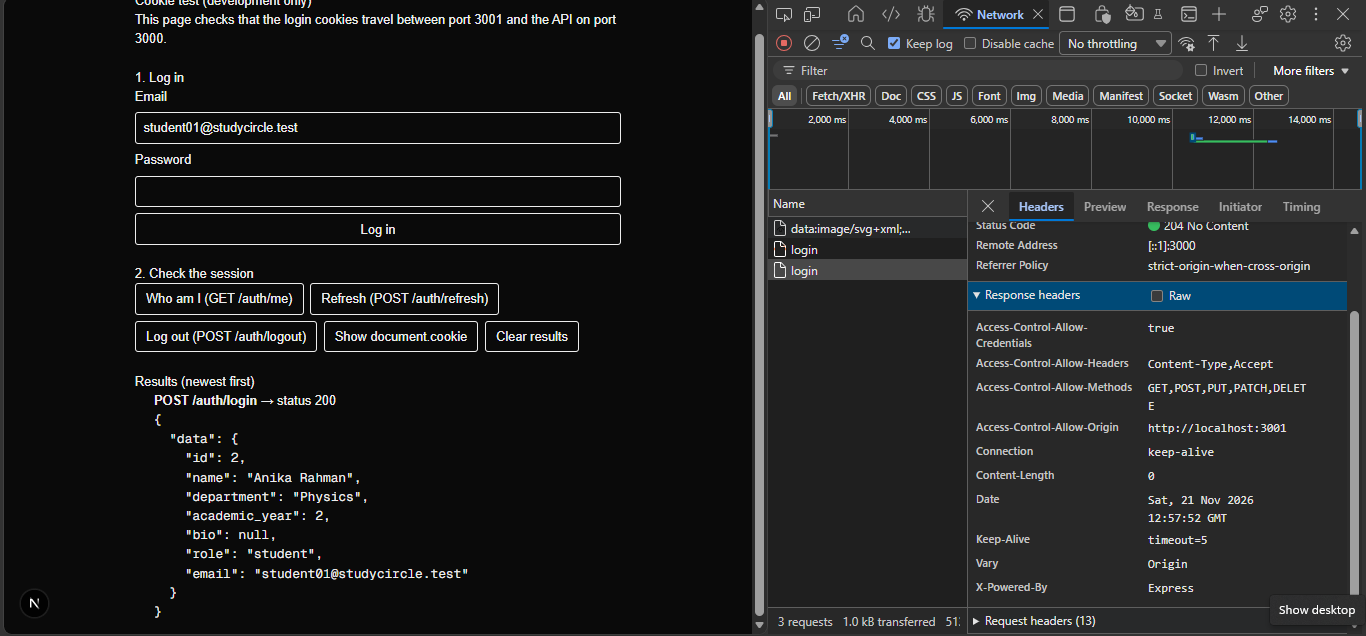 Cookie test (development only)
This page checks that the login cookies travel between port 3001 and the API on port
3000.
1. Log in
Email
student01@studycircle.test
Password
Log in
2. Check the session
Who am I (GET /auth/me)
Refresh (POST /auth/refresh)
Log out (POST /auth/logout)
Show document.cookie
Clear results
Results (newest first)
POST /auth/login → status 200
{
"data": {
"id": 2,
"name": "Anika Rahman",
"department": "Physics",
"academic_year": 2,
"bio": null,
"role": "student",
"email": "student01@studycircle.test"
}
}
N
Network
Keep log
Disable cache
No throttling
Filter
Invert
More filters
All
Fetch/XHR
Doc
CSS
JS
Font
Img
Media
Manifest
Socket
Wasm
Other
2,000 ms
4,000 ms
6,000 ms
8,000 ms
10,000 ms
12,000 ms
14,000 ms
Name
data:image/svg+xml;...
login
login
3 requests
1.0 kB transferred
Headers
Preview
Response
Initiator
Timing
Status Code
204 No Content
Remote Address
[::1]:3000
Referrer Policy
strict-origin-when-cross-origin
Response headers
Raw
Access-Control-Allow-
Credentials
true
Access-Control-Allow-Headers
Content-Type,Accept
Access-Control-Allow-Methods
GET,POST,PUT,PATCH,DELET
E
Access-Control-Allow-Origin
http://localhost:3001
Connection
keep-alive
Content-Length
0
Date
Sat, 21 Nov 2026
12:57:52 GMT
Keep-Alive
timeout=5
Vary
Origin
X-Powered-By
Express
Request headers (13)
Show desktop